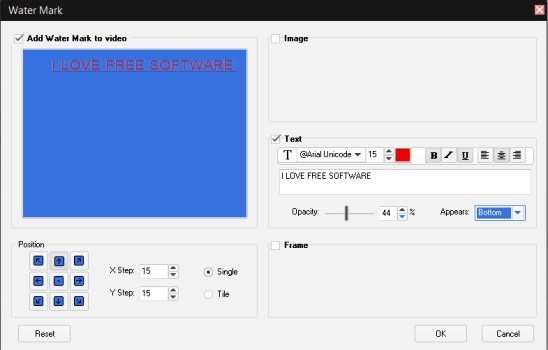 Water Mark
Add Water Mark to video
I LOVE FREE SOFTWARE
Image
Text
T @Arial Unicode 15 B I U
I LOVE FREE SOFTWARE
Opacity: 44 % Appears: Bottom
Position
X Step: 15 Single
Y Step: 15 Tile
Frame
Reset OK Cancel